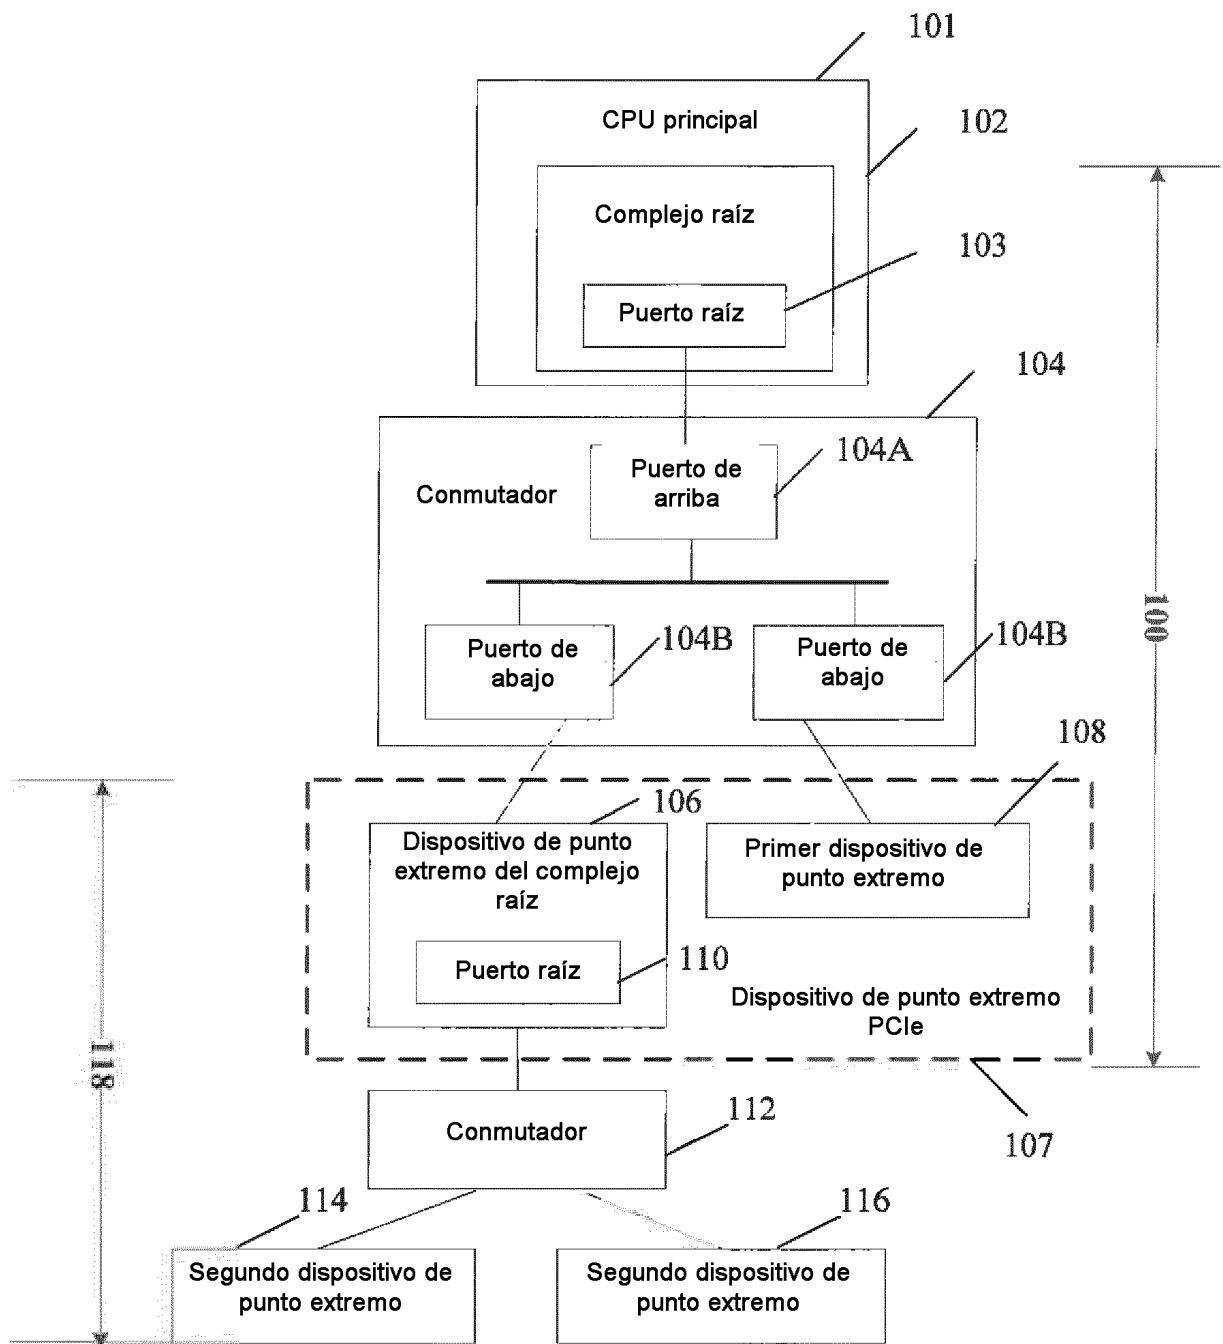 101
CPU principal
102
Complejo raíz
103
Puerto raíz
104
104A
Puerto de
arriba
Conmutador
100
104B
104B
Puerto de
abajo
Puerto de
abajo
108
106
Dispositivo de punto
extremo del complejo
raíz
Primer dispositivo de
punto extremo
110
Puerto raíz
Dispositivo de punto extremo
PCIe
118
112
Conmutador
107
114
116
Segundo dispositivo de
punto extremo
Segundo dispositivo de
punto extremo